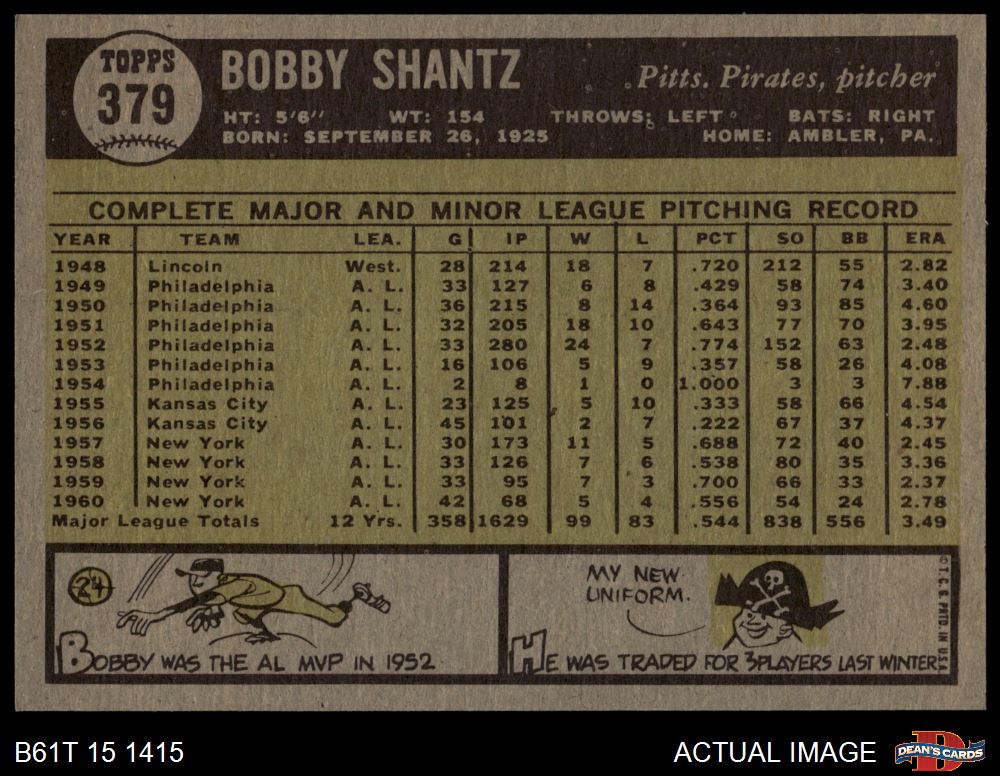 TOPPS
379
BOBBY SHANTZ
Pitts. Pirates, pitcher
HT: 5'6" WT: 154 THROWS: LEFT BATS: RIGHT
BORN: SEPTEMBER 26, 1925 HOME: AMBLER, PA.
COMPLETE MAJOR AND MINOR LEAGUE PITCHING RECORD
YEAR TEAM LEA. G IP W L PCT SO BB ERA
1948 Lincoln West. 28 214 18 7 .720 212 55 2.82
1949 Philadelphia A. L. 33 127 6 8 .429 58 74 3.40
1950 Philadelphia A. L. 36 215 8 14 .364 93 85 4.60
1951 Philadelphia A. L. 32 205 18 10 .643 77 70 3.95
1952 Philadelphia A. L. 33 280 24 7 .774 152 63 2.48
1953 Philadelphia A. L. 16 106 5 9 .357 58 26 4.08
1954 Philadelphia A. L. 2 8 1 0 1.000 3 3 7.88
1955 Kansas City A. L. 23 125 5 10 .333 58 66 4.54
1956 Kansas City A. L. 45 101 2 7 .222 67 37 4.37
1957 New York A. L. 30 173 11 5 .688 72 40 2.45
1958 New York A. L. 33 126 7 6 .538 80 35 3.36
1959 New York A. L. 33 95 7 3 .700 66 33 2.37
1960 New York A. L. 42 68 5 4 .556 54 24 2.78
Major League Totals 12 Yrs. 358 1629 99 83 .544 838 556 3.49
24
BOBBY WAS THE AL MVP IN 1952
MY NEW
UNIFORM.
HE WAS TRADED FOR 3 PLAYERS LAST WINTER
©T.C.G. PRTD. IN U.S.A.
B61T 15 1415
ACTUAL IMAGE
D
DEAN'S CARDS